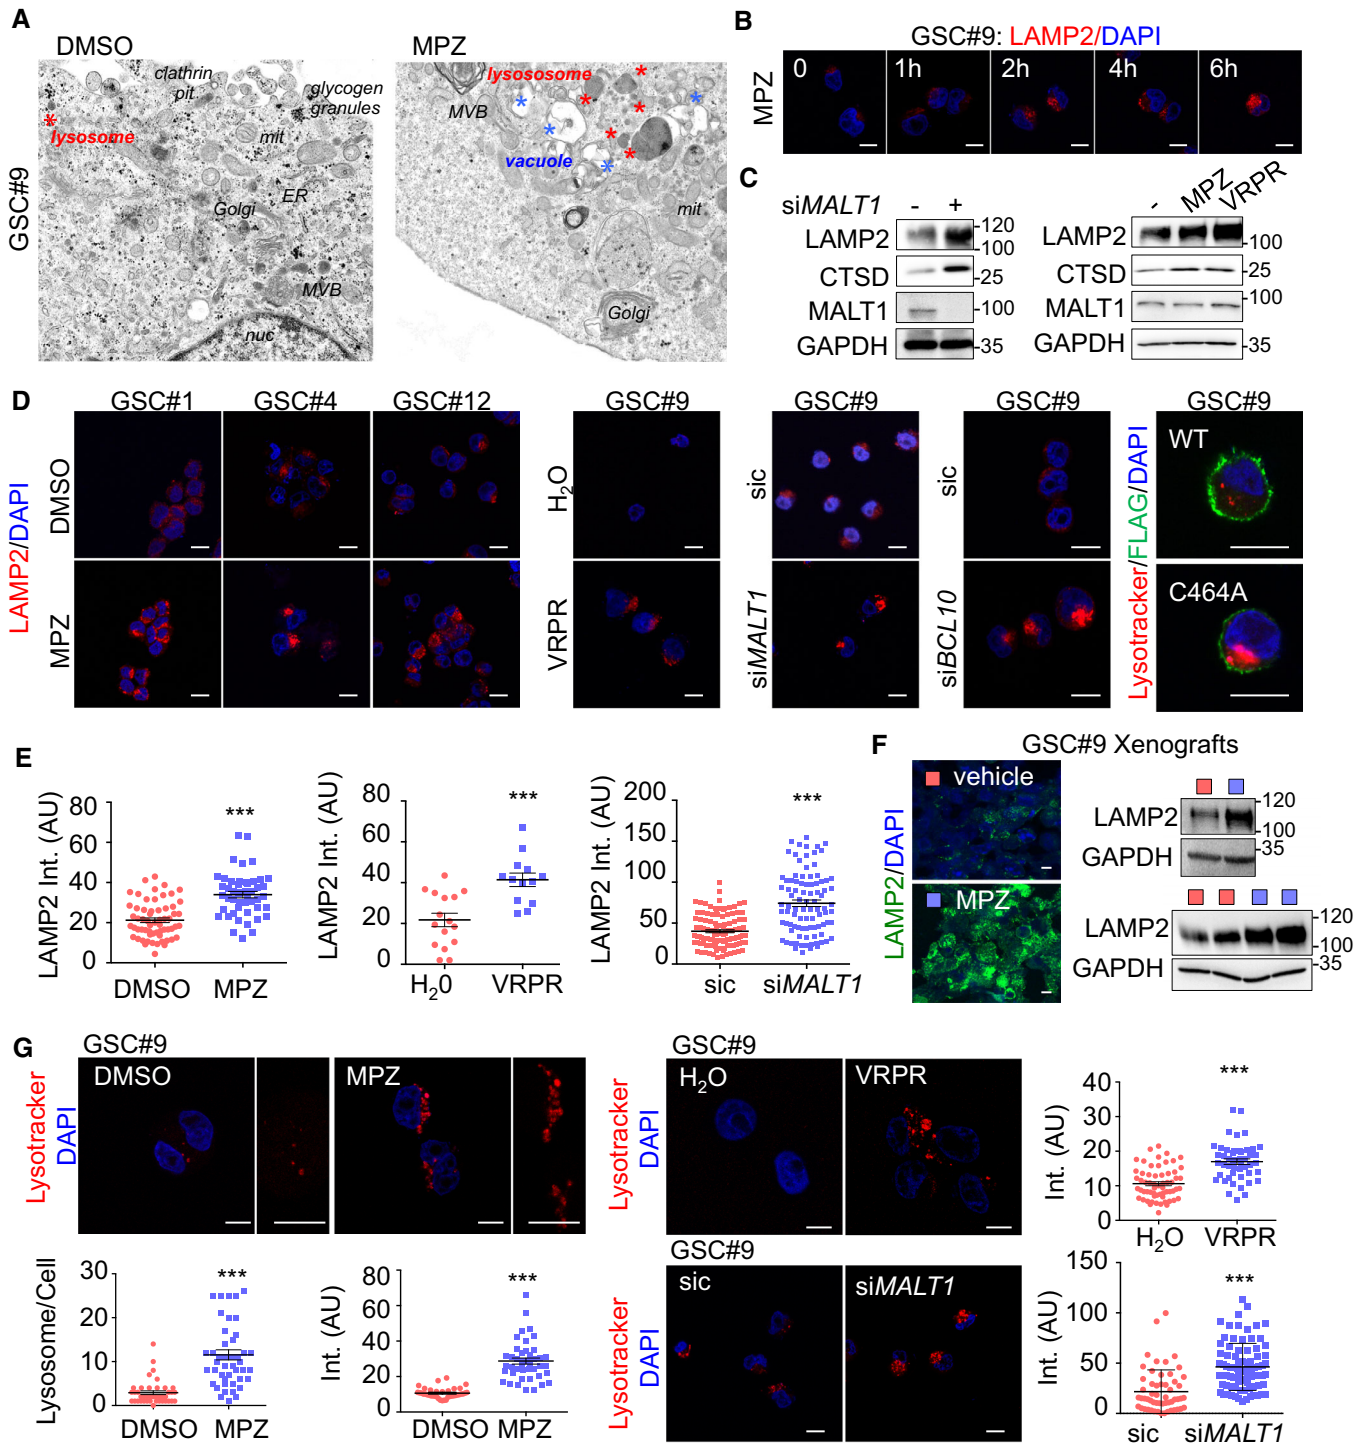 A
DMSO
MPZ
GSC#9
clathrin
pit
glycogen
granules
*
lysosome
mit
ER
Golgi
MVB
nuc
lysososome
MVB
* * * * * * * * *
vacuole
mit
Golgi
B
GSC#9: LAMP2/DAPI
MPZ
0 1h 2h 4h 6h
C
siMALT1 - +
LAMP2 -120
-100
CTSD -25
MALT1 -100
GAPDH -35
- MPZ VRPR
LAMP2 -100
CTSD -25
MALT1 -100
GAPDH -35
D
GSC#1 GSC#4 GSC#12 GSC#9 GSC#9 GSC#9 GSC#9
LAMP2/DAPI
DMSO
MPZ
H2O
VRPR
sic
siMALT1
sic
siBCL10
Lysotracker/FLAG/DAPI
WT
C464A
E
LAMP2 Int. (AU)
80
60
40
20
0
***
DMSO MPZ
LAMP2 Int. (AU)
80
60
40
20
0
***
H20 VRPR
LAMP2 Int. (AU)
200
150
100
50
0
***
sic siMALT1
F
GSC#9 Xenografts
LAMP2/DAPI
vehicle
MPZ
LAMP2 -120
-100
GAPDH -35
LAMP2 -120
-100
GAPDH -35
G
GSC#9
Lysotracker
DAPI
DMSO
MPZ
GSC#9
Lysotracker
DAPI
H2O
VRPR
Int. (AU)
40
30
20
10
0
***
H2O VRPR
Lysosome/Cell
30
20
10
0
***
DMSO MPZ
Int. (AU)
80
60
40
20
0
***
DMSO MPZ
GSC#9
Lysotracker
DAPI
sic
siMALT1
Int. (AU)
150
100
50
0
***
sic siMALT1